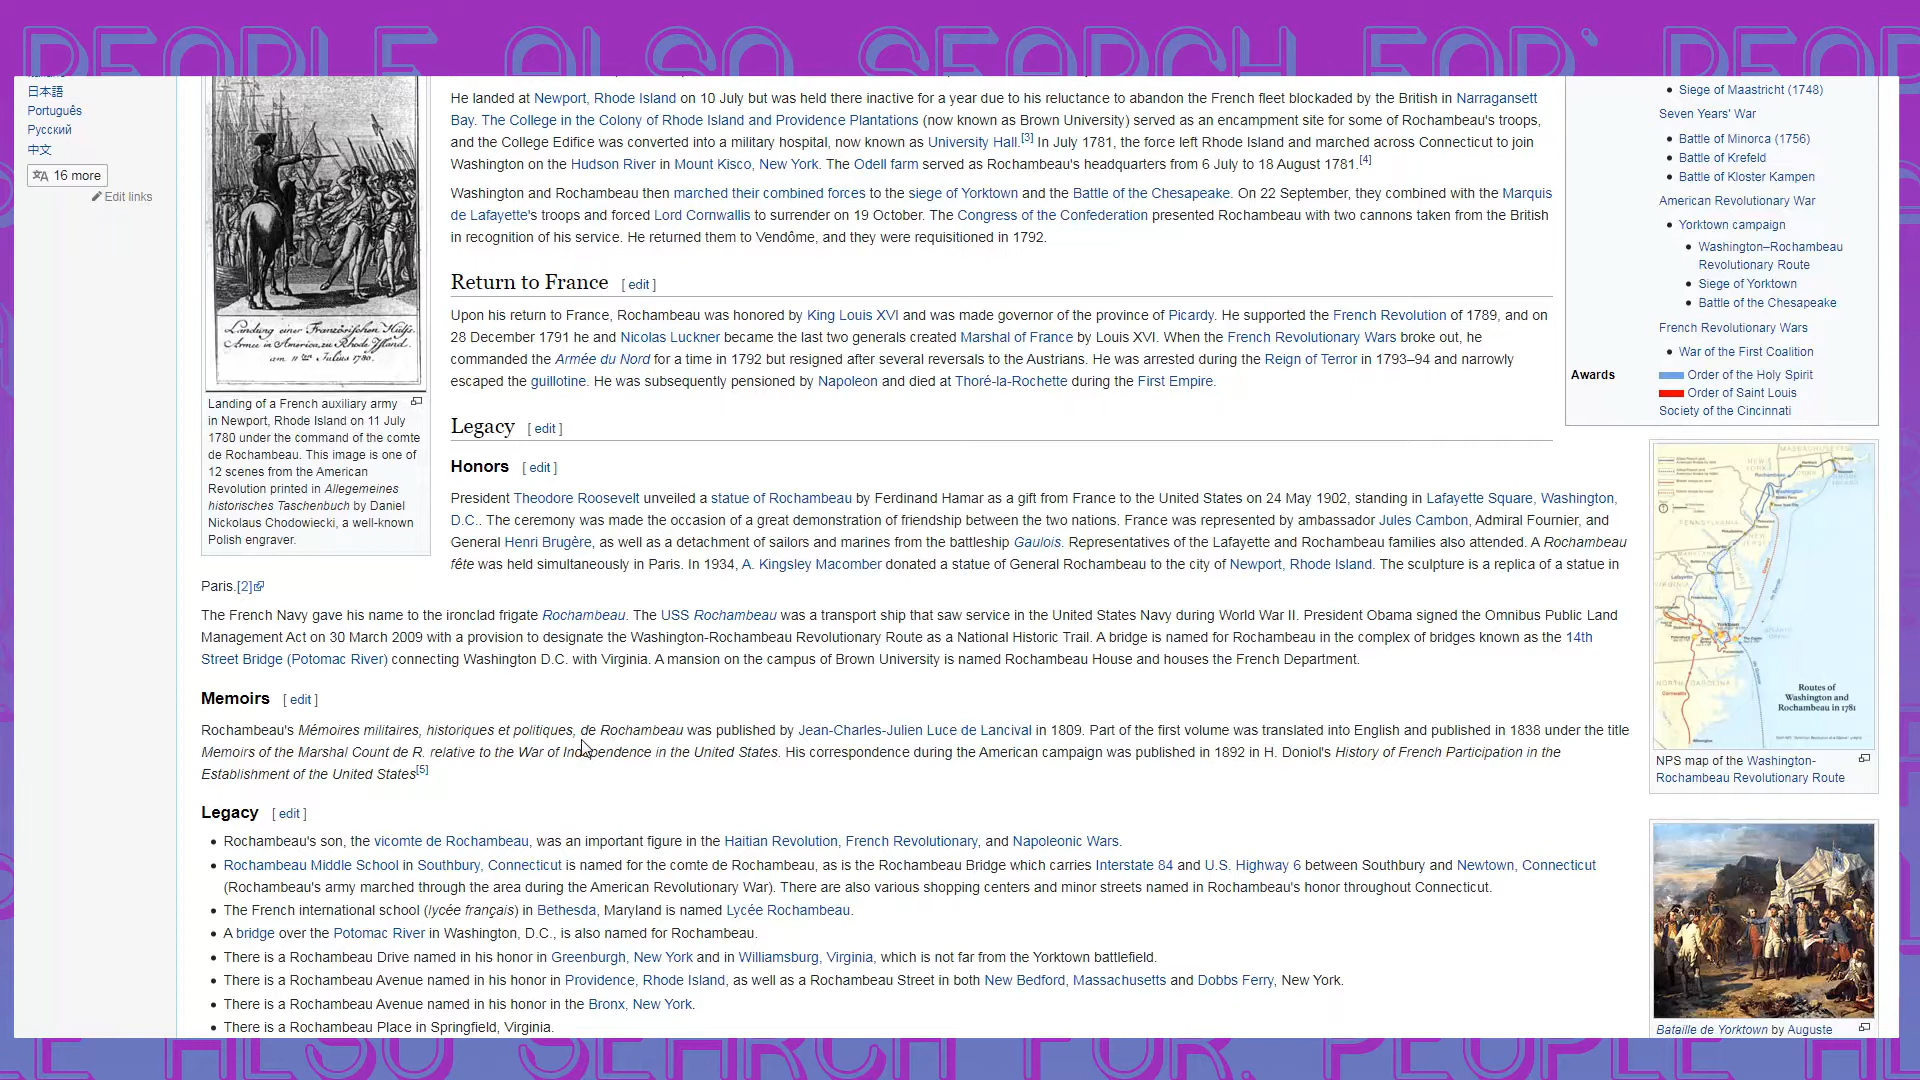 PEOPLE ALSO SEARCH FOR:
日本語
Português
Русский
中文
16 more
Edit links
Landung einer Französischen Hülfs-
Armee in America, zu Rhode Island.
am 11ten Julius 1780.
Landing of a French auxiliary army
in Newport, Rhode Island on 11 July
1780 under the command of the comte
de Rochambeau. This image is one of
12 scenes from the American
Revolution printed in Allegemeines
historisches Taschenbuch by Daniel
Nickolaus Chodowiecki, a well-known
Polish engraver.
He landed at Newport, Rhode Island on 10 July but was held there inactive for a year due to his reluctance to abandon the French fleet blockaded by the British in Narragansett
Bay. The College in the Colony of Rhode Island and Providence Plantations (now known as Brown University) served as an encampment site for some of Rochambeau's troops,
and the College Edifice was converted into a military hospital, now known as University Hall.[3] In July 1781, the force left Rhode Island and marched across Connecticut to join
Washington on the Hudson River in Mount Kisco, New York. The Odell farm served as Rochambeau's headquarters from 6 July to 18 August 1781.[4]
Washington and Rochambeau then marched their combined forces to the siege of Yorktown and the Battle of the Chesapeake. On 22 September, they combined with the Marquis
de Lafayette's troops and forced Lord Cornwallis to surrender on 19 October. The Congress of the Confederation presented Rochambeau with two cannons taken from the British
in recognition of his service. He returned them to Vendôme, and they were requisitioned in 1792.
Return to France [ edit ]
Upon his return to France, Rochambeau was honored by King Louis XVI and was made governor of the province of Picardy. He supported the French Revolution of 1789, and on
28 December 1791 he and Nicolas Luckner became the last two generals created Marshal of France by Louis XVI. When the French Revolutionary Wars broke out, he
commanded the Armée du Nord for a time in 1792 but resigned after several reversals to the Austrians. He was arrested during the Reign of Terror in 1793–94 and narrowly
escaped the guillotine. He was subsequently pensioned by Napoleon and died at Thoré-la-Rochette during the First Empire.
Legacy [ edit ]
Honors [ edit ]
President Theodore Roosevelt unveiled a statue of Rochambeau by Ferdinand Hamar as a gift from France to the United States on 24 May 1902, standing in Lafayette Square, Washington,
D.C.. The ceremony was made the occasion of a great demonstration of friendship between the two nations. France was represented by ambassador Jules Cambon, Admiral Fournier, and
General Henri Brugère, as well as a detachment of sailors and marines from the battleship Gaulois. Representatives of the Lafayette and Rochambeau families also attended. A Rochambeau
fête was held simultaneously in Paris. In 1934, A. Kingsley Macomber donated a statue of General Rochambeau to the city of Newport, Rhode Island. The sculpture is a replica of a statue in
Paris.[2]
The French Navy gave his name to the ironclad frigate Rochambeau. The USS Rochambeau was a transport ship that saw service in the United States Navy during World War II. President Obama signed the Omnibus Public Land
Management Act on 30 March 2009 with a provision to designate the Washington-Rochambeau Revolutionary Route as a National Historic Trail. A bridge is named for Rochambeau in the complex of bridges known as the 14th
Street Bridge (Potomac River) connecting Washington D.C. with Virginia. A mansion on the campus of Brown University is named Rochambeau House and houses the French Department.
Memoirs [ edit ]
Rochambeau's Mémoires militaires, historiques et politiques, de Rochambeau was published by Jean-Charles-Julien Luce de Lancival in 1809. Part of the first volume was translated into English and published in 1838 under the title
Memoirs of the Marshal Count de R. relative to the War of Independence in the United States. His correspondence during the American campaign was published in 1892 in H. Doniol's History of French Participation in the
Establishment of the United States[5]
Legacy [ edit ]
• Rochambeau's son, the vicomte de Rochambeau, was an important figure in the Haitian Revolution, French Revolutionary, and Napoleonic Wars.
• Rochambeau Middle School in Southbury, Connecticut is named for the comte de Rochambeau, as is the Rochambeau Bridge which carries Interstate 84 and U.S. Highway 6 between Southbury and Newtown, Connecticut
(Rochambeau's army marched through the area during the American Revolutionary War). There are also various shopping centers and minor streets named in Rochambeau's honor throughout Connecticut.
• The French international school (lycée français) in Bethesda, Maryland is named Lycée Rochambeau.
• A bridge over the Potomac River in Washington, D.C., is also named for Rochambeau.
• There is a Rochambeau Drive named in his honor in Greenburgh, New York and in Williamsburg, Virginia, which is not far from the Yorktown battlefield.
• There is a Rochambeau Avenue named in his honor in Providence, Rhode Island, as well as a Rochambeau Street in both New Bedford, Massachusetts and Dobbs Ferry, New York.
• There is a Rochambeau Avenue named in his honor in the Bronx, New York.
• There is a Rochambeau Place in Springfield, Virginia.
• Siege of Maastricht (1748)
Seven Years' War
• Battle of Minorca (1756)
• Battle of Krefeld
• Battle of Kloster Kampen
American Revolutionary War
• Yorktown campaign
• Washington–Rochambeau
Revolutionary Route
• Siege of Yorktown
• Battle of the Chesapeake
French Revolutionary Wars
• War of the First Coalition
Awards
Order of the Holy Spirit
Order of Saint Louis
Society of the Cincinnati
Routes of
Washington and
Rochambeau in 1781
NPS map of the Washington-
Rochambeau Revolutionary Route
Bataille de Yorktown by Auguste
LE ALSO SEARCH FOR: PEOPLE AL